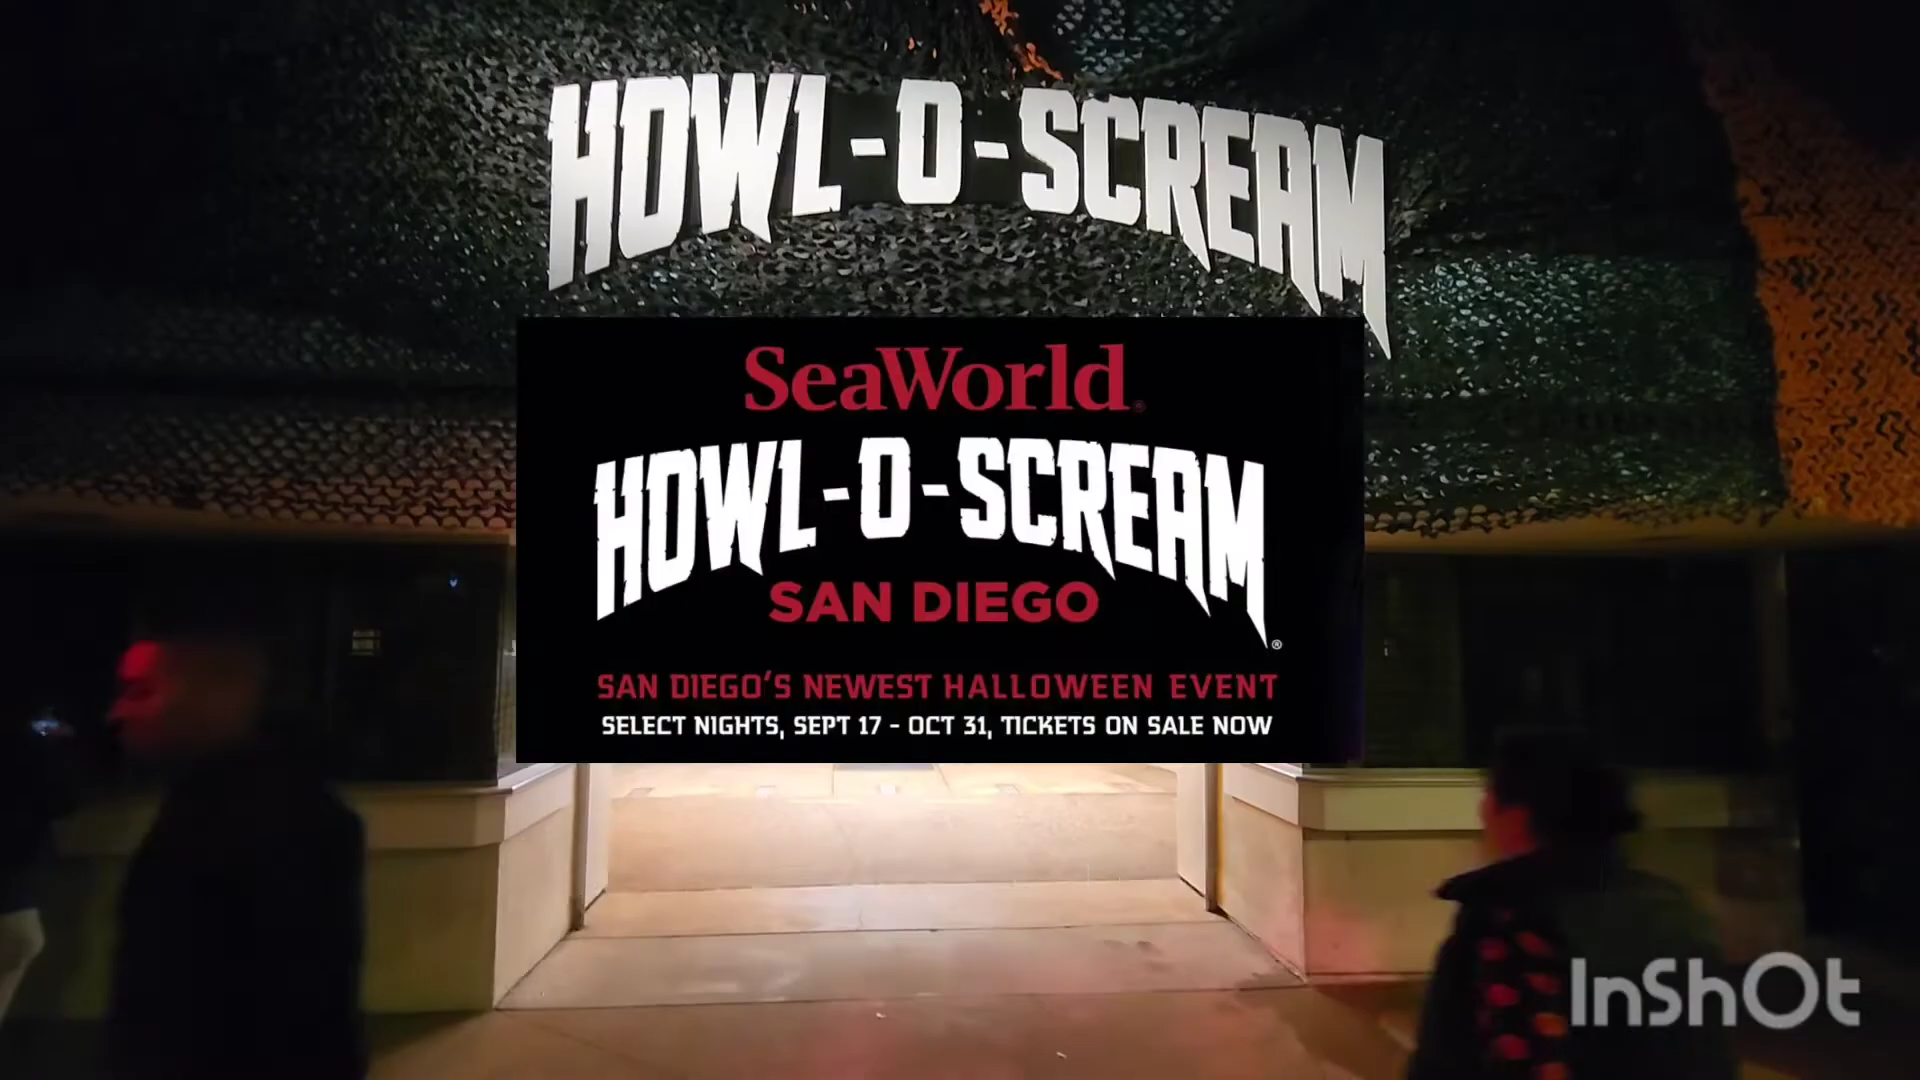 HOWL-O-SCREAM
SeaWorld®
HOWL-O-SCREAM®
SAN DIEGO
SAN DIEGO'S NEWEST HALLOWEEN EVENT
SELECT NIGHTS, SEPT 17 - OCT 31, TICKETS ON SALE NOW
InShOt